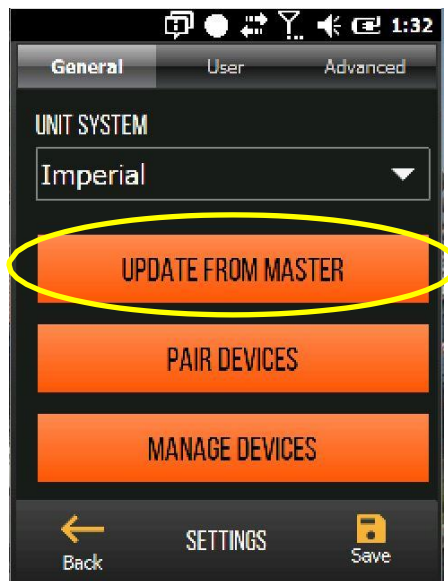 1:32
General User Advanced
UNIT SYSTEM
Imperial
UPDATE FROM MASTER
PAIR DEVICES
MANAGE DEVICES
Back SETTINGS Save